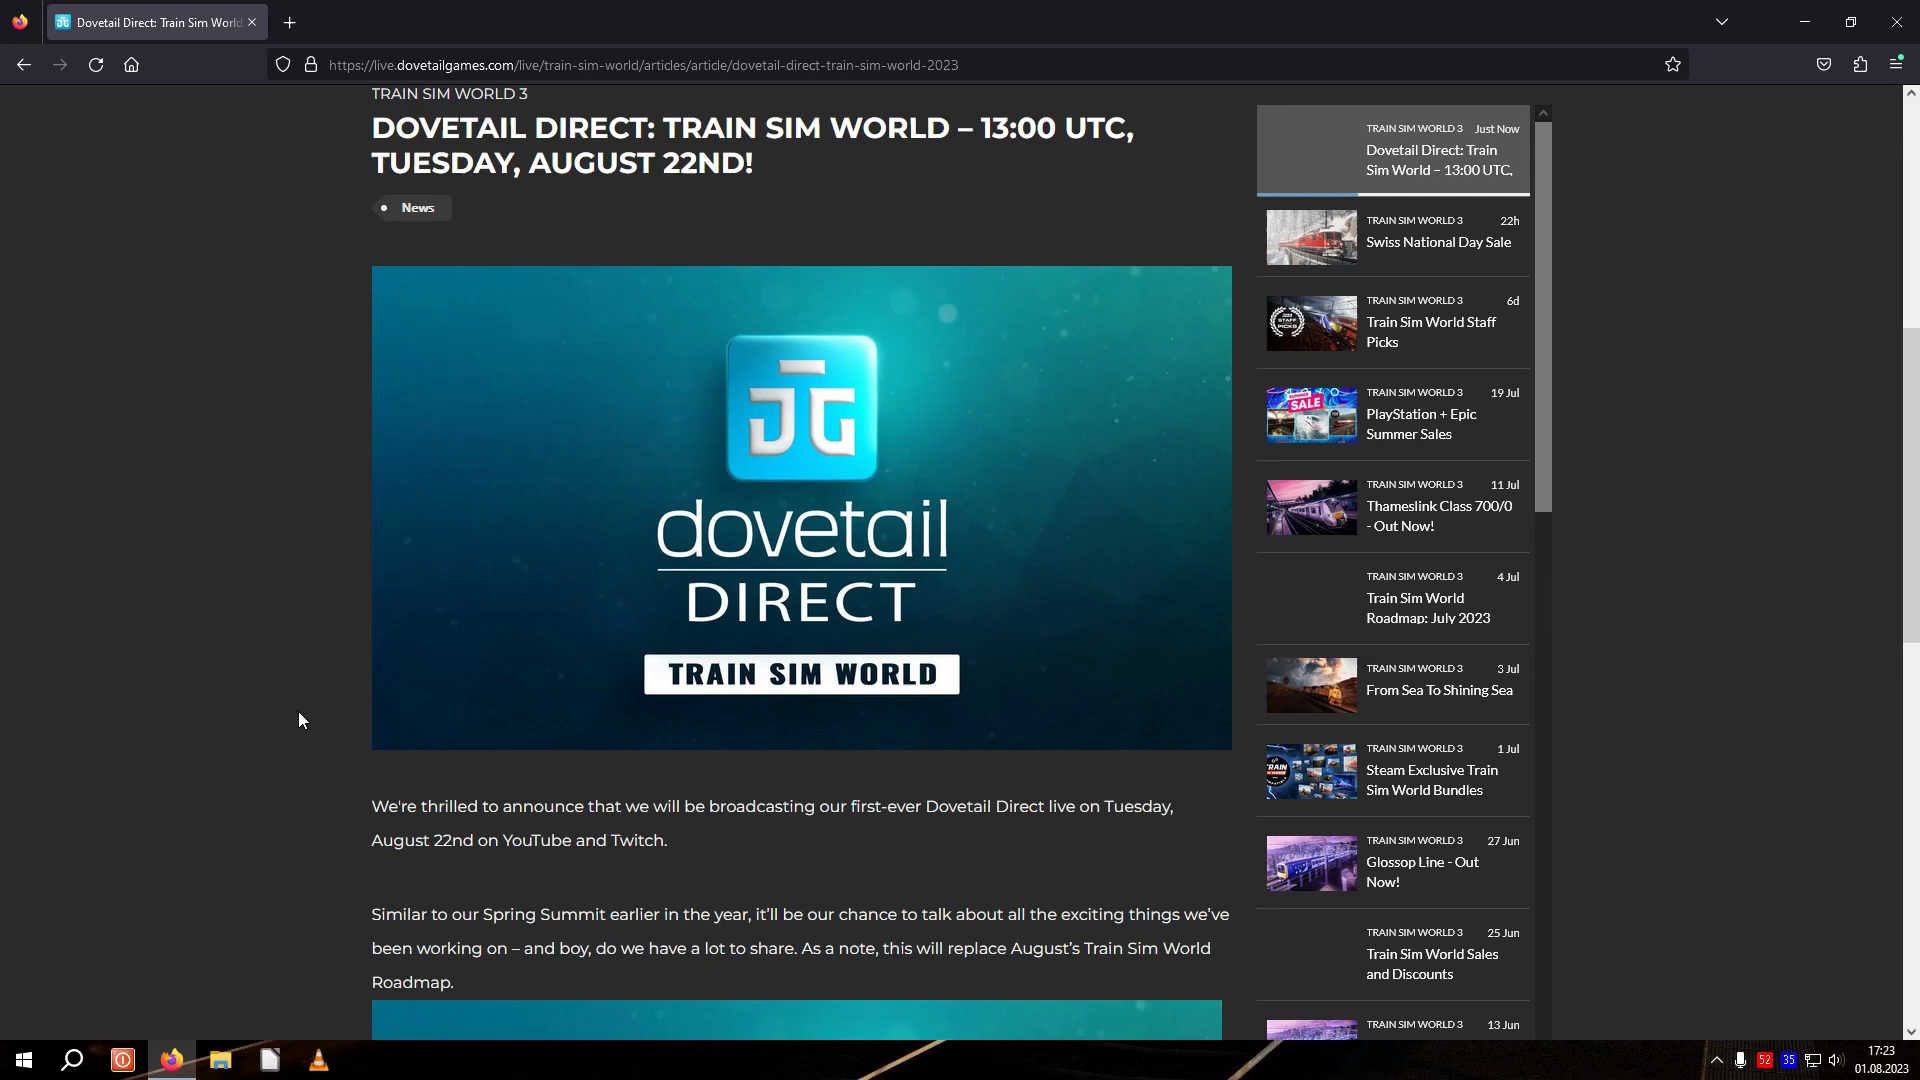 Dovetail Direct: Train Sim World
https://live.dovetailgames.com/live/train-sim-world/articles/article/dovetail-direct-train-sim-world-2023
TRAIN SIM WORLD 3
DOVETAIL DIRECT: TRAIN SIM WORLD – 13:00 UTC,
TUESDAY, AUGUST 22ND!
News
dovetail
DIRECT
TRAIN SIM WORLD
We're thrilled to announce that we will be broadcasting our first-ever Dovetail Direct live on Tuesday,
August 22nd on YouTube and Twitch.
Similar to our Spring Summit earlier in the year, it’ll be our chance to talk about all the exciting things we’ve
been working on – and boy, do we have a lot to share. As a note, this will replace August’s Train Sim World
Roadmap.
TRAIN SIM WORLD 3 Just Now
Dovetail Direct: Train
Sim World – 13:00 UTC,
TRAIN SIM WORLD 3 22h
Swiss National Day Sale
TRAIN SIM WORLD 3 6d
Train Sim World Staff
Picks
STAFF
PICKS
TRAIN SIM WORLD 3 19 Jul
PlayStation + Epic
Summer Sales
SALE
TRAIN SIM WORLD 3 11 Jul
Thameslink Class 700/0
- Out Now!
TRAIN SIM WORLD 3 4 Jul
Train Sim World
Roadmap: July 2023
TRAIN SIM WORLD 3 3 Jul
From Sea To Shining Sea
TRAIN SIM WORLD 3 1 Jul
Steam Exclusive Train
Sim World Bundles
TRAIN
TRAIN SIM WORLD 3 27 Jun
Glossop Line - Out
Now!
TRAIN SIM WORLD 3 25 Jun
Train Sim World Sales
and Discounts
TRAIN SIM WORLD 3 13 Jun
52 35
17:23
01.08.2023